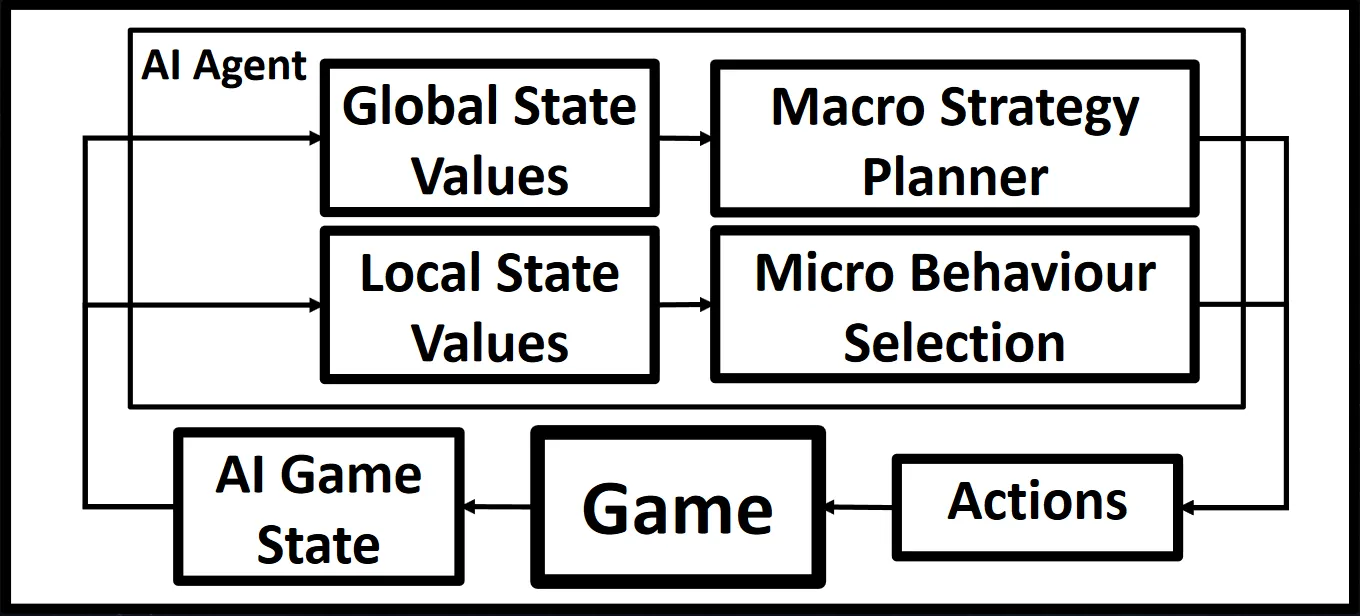 AI Agent
Global State
Values
Macro Strategy
Planner
Local State
Values
Micro Behaviour
Selection
AI Game
State
Game
Actions